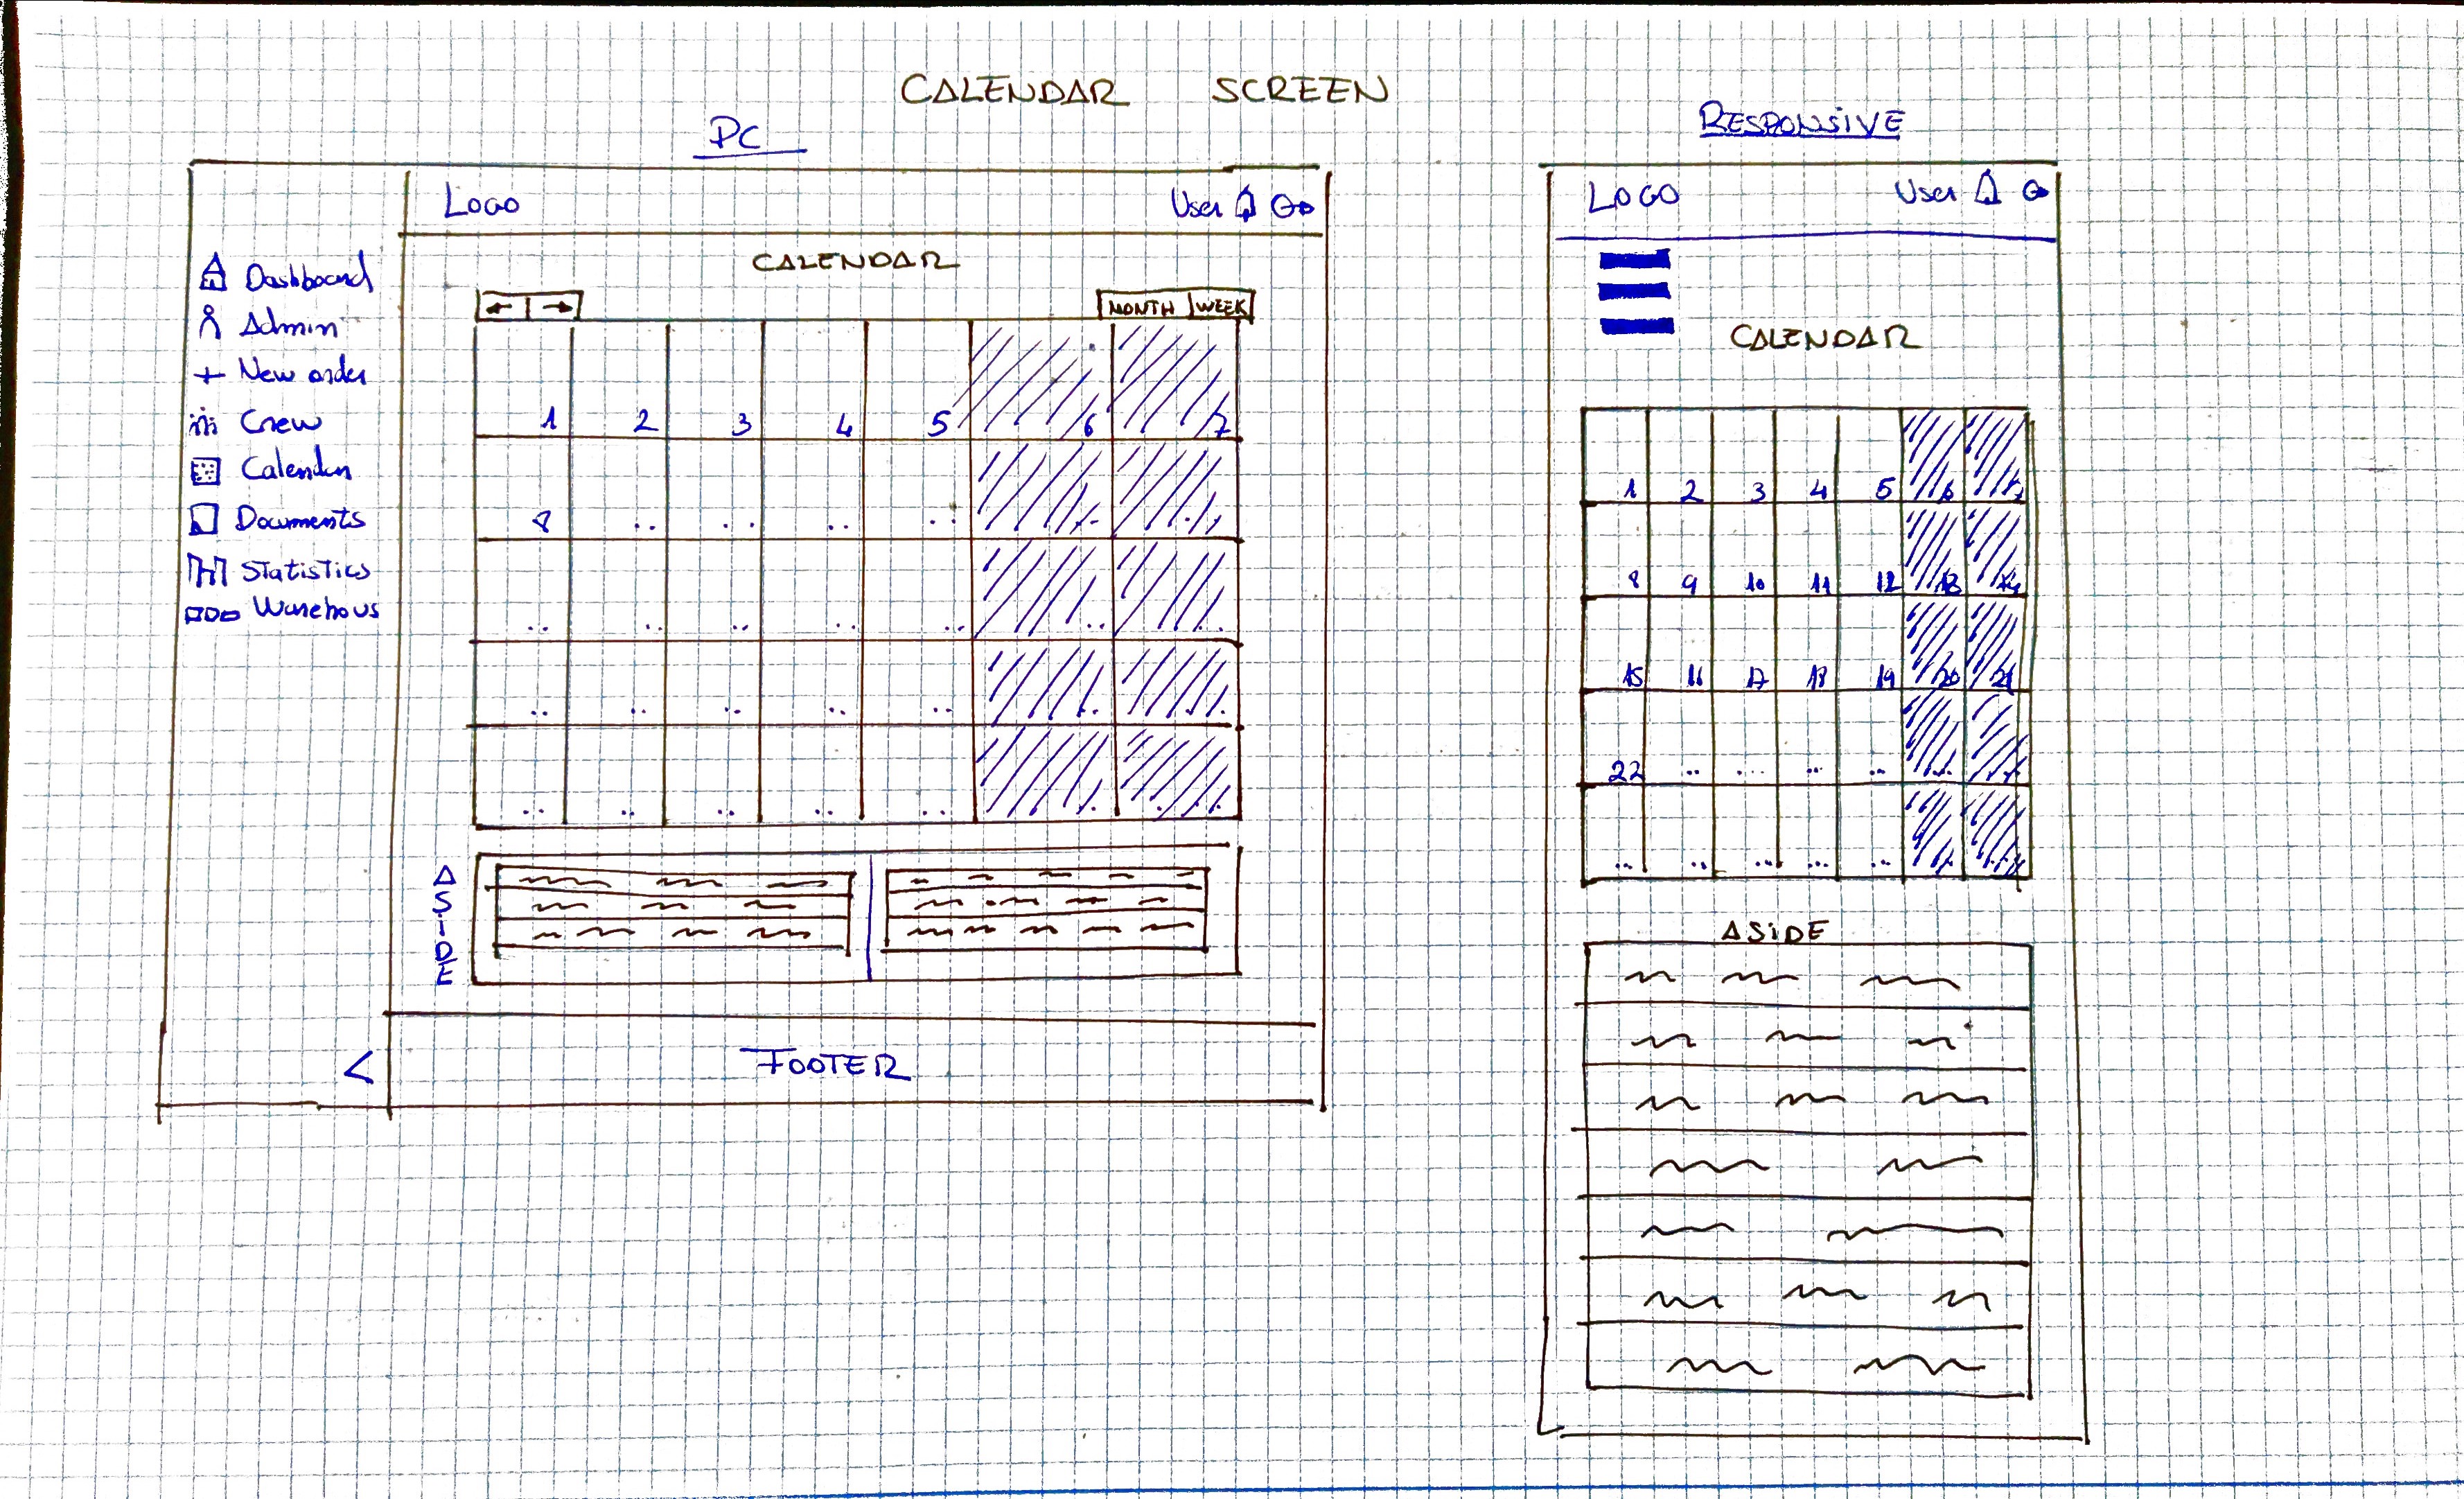 CALENDAR SCREEN
PC
Logo
User
Dashboard
Admin
New order
Crew
Calendar
Documents
Statistics
Warehous
CALENDAR
← →
MONTH WEEK
1 2 3 4 5 6 7
8 .. .. .. .. .. ..
.. .. .. .. .. .. ..
.. .. .. .. .. .. ..
.. .. .. .. ... .. ..
ASIDE
<
FOOTER
RESPONSIVE
LOGO
User
CALENDAR
1 2 3 4 5 6 7
8 9 10 11 12 13 14
15 16 17 18 19 20 21
22 .. ... .. .. .. ..
.. .. ... ... .. .. ..
ASIDE